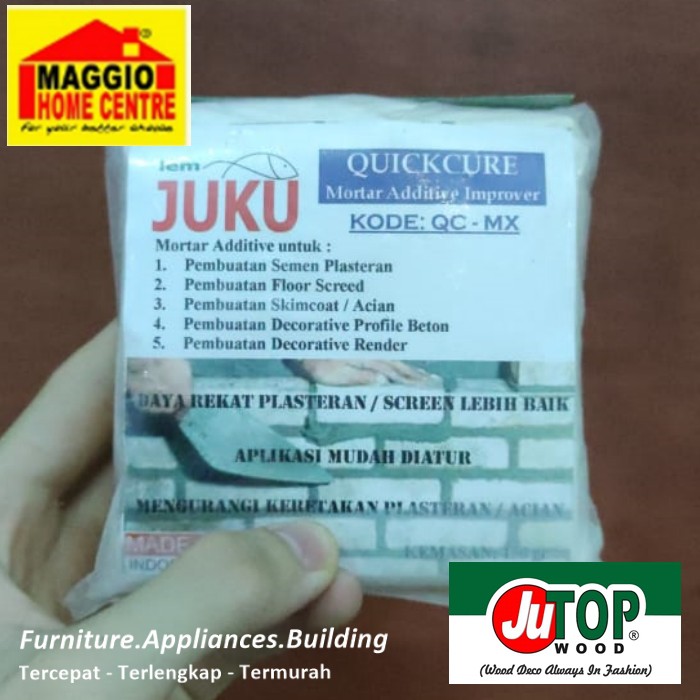 MAGGIO
HOME CENTRE
for your better choice
®
lem
JUKU
QUICKCURE
Mortar Additive Improver
KODE: QC - MX
Mortar Additive untuk :
1. Pembuatan Semen Plasteran
2. Pembuatan Floor Screed
3. Pembuatan Skimcoat / Acian
4. Pembuatan Decorative Profile Beton
5. Pembuatan Decorative Render
DAYA REKAT PLASTERAN / SCREEN LEBIH BAIK
APLIKASI MUDAH DIATUR
MENGURANGI KERETAKAN PLASTERAN / ACIAN
MADE
KEMASAN:
Furniture.Appliances.Building
Tercepat - Terlengkap - Termurah
JuTOP
WOOD ®
(Wood Deco Always In Fashion)